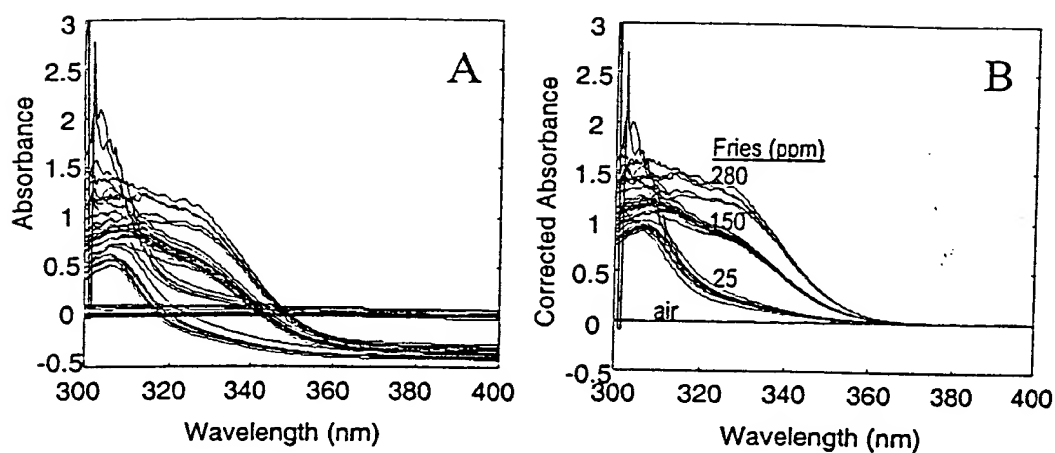 A
Absorbance
3
2.5
2
1.5
1
0.5
0
-0.5
300 320 340 360 380 400
Wavelength (nm)
B
Corrected Absorbance
3
2.5
2
1.5
1
0.5
0
-0.5
Fries (ppm)
280
150
25
air
300 320 340 360 380 400
Wavelength (nm)